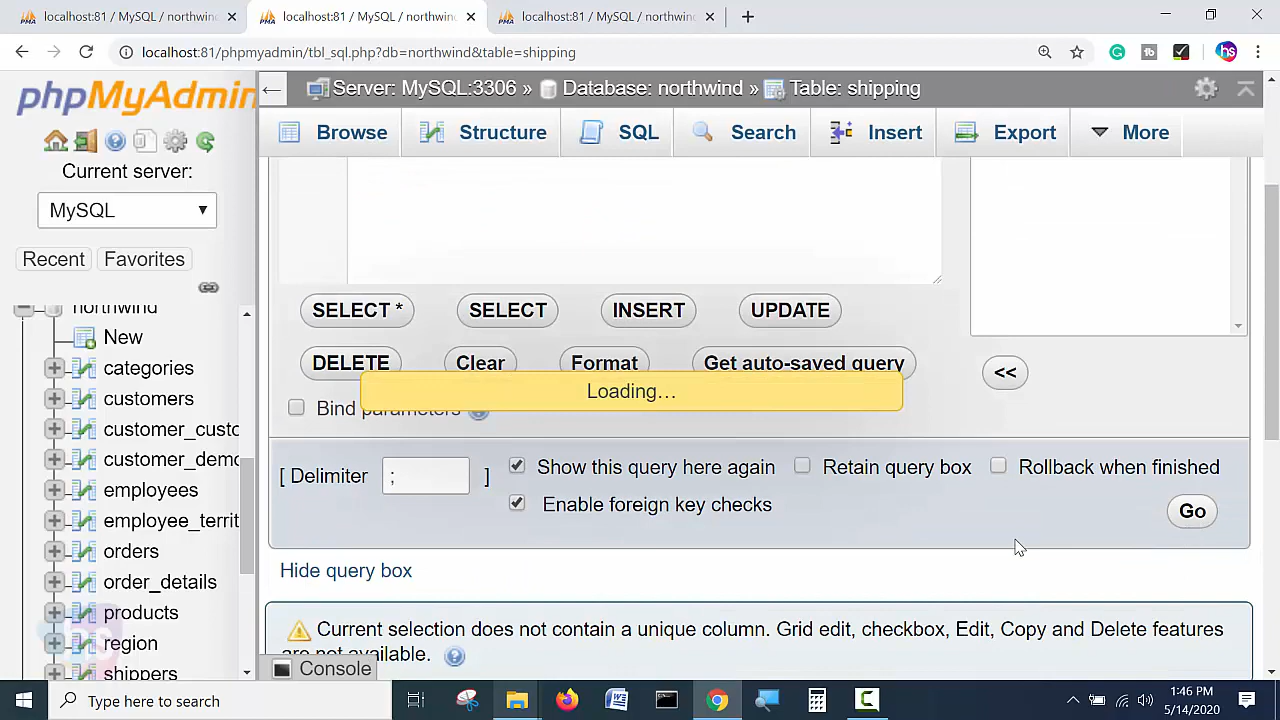 localhost:81 / MySQL / northwin
localhost:81 / MySQL / northwin
localhost:81 / MySQL / northwin
localhost:81/phpmyadmin/tbl_sql.php?db=northwind&table=shipping
hs
phpMyAdmin
Server: MySQL:3306 » Database: northwind » Table: shipping
Browse
Structure
SQL
Search
Insert
Export
More
Current server:
MySQL
Recent
Favorites
northwind
New
categories
customers
customer_custo
customer_demo
employees
employee_territ
orders
order_details
products
region
shippers
SELECT *
SELECT
INSERT
UPDATE
DELETE
Clear
Format
Get auto-saved query
<<
Loading…
Bind parameters
[ Delimiter ; ]
Show this query here again
Retain query box
Rollback when finished
Enable foreign key checks
Go
Hide query box
Current selection does not contain a unique column. Grid edit, checkbox, Edit, Copy and Delete features
are not available.
Console
Type here to search
1:46 PM
5/14/2020